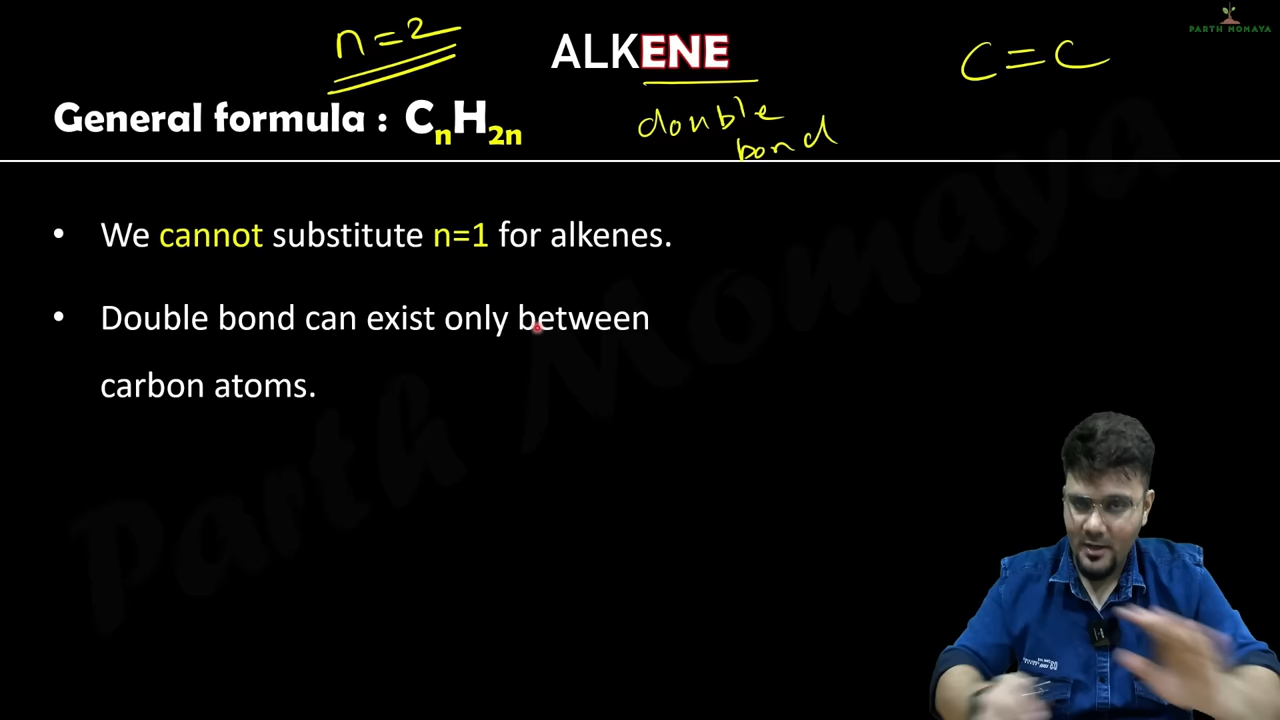 n=2
ALKENE
C=C
PARTH MOMAYA
General formula : CnH2n
double
bond
• We cannot substitute n=1 for alkenes.
• Double bond can exist only between
carbon atoms.
Parth Momaya